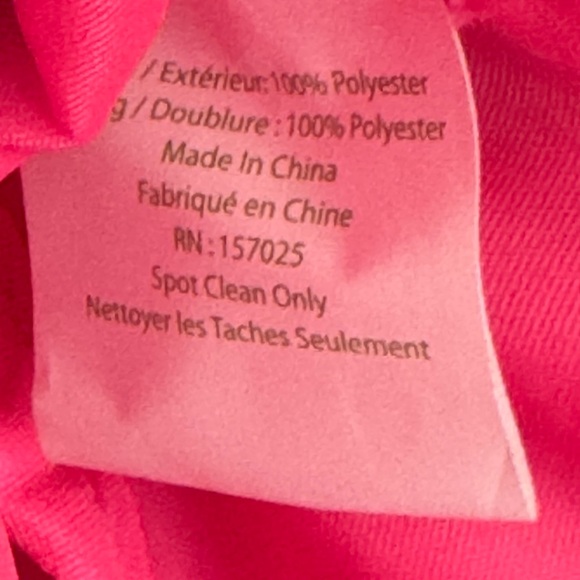 / Extérieur:100% Polyester
/ Doublure : 100% Polyester
Made In China
Fabriqué en Chine
RN : 157025
Spot Clean Only
Nettoyer les Taches Seulement